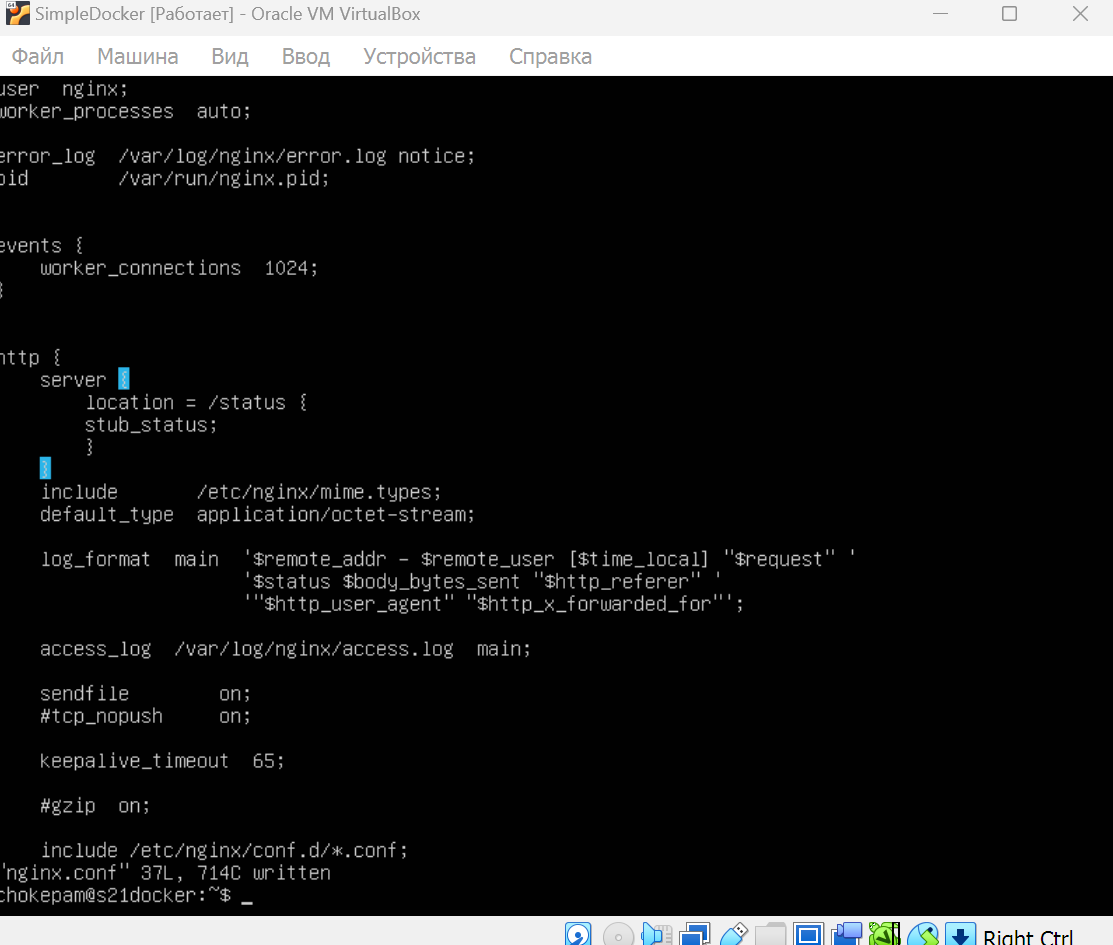 SimpleDocker [Работает] - Oracle VM VirtualBox
Файл Машина Вид Ввод Устройства Справка
user  nginx;
worker_processes  auto;
error_log  /var/log/nginx/error.log notice;
pid        /var/run/nginx.pid;
events {
    worker_connections  1024;
}
http {
    server {
        location = /status {
        stub_status;
        }
    }
    include       /etc/nginx/mime.types;
    default_type  application/octet-stream;
    log_format  main  '$remote_addr - $remote_user [$time_local] "$request" '
                      '$status $body_bytes_sent "$http_referer" '
                      '"$http_user_agent" "$http_x_forwarded_for"';
    access_log  /var/log/nginx/access.log  main;
    sendfile        on;
    #tcp_nopush     on;
    keepalive_timeout  65;
    #gzip  on;
    include /etc/nginx/conf.d/*.conf;
"nginx.conf" 37L, 714C written
chokepam@s21docker:~$ _
Right Ctrl